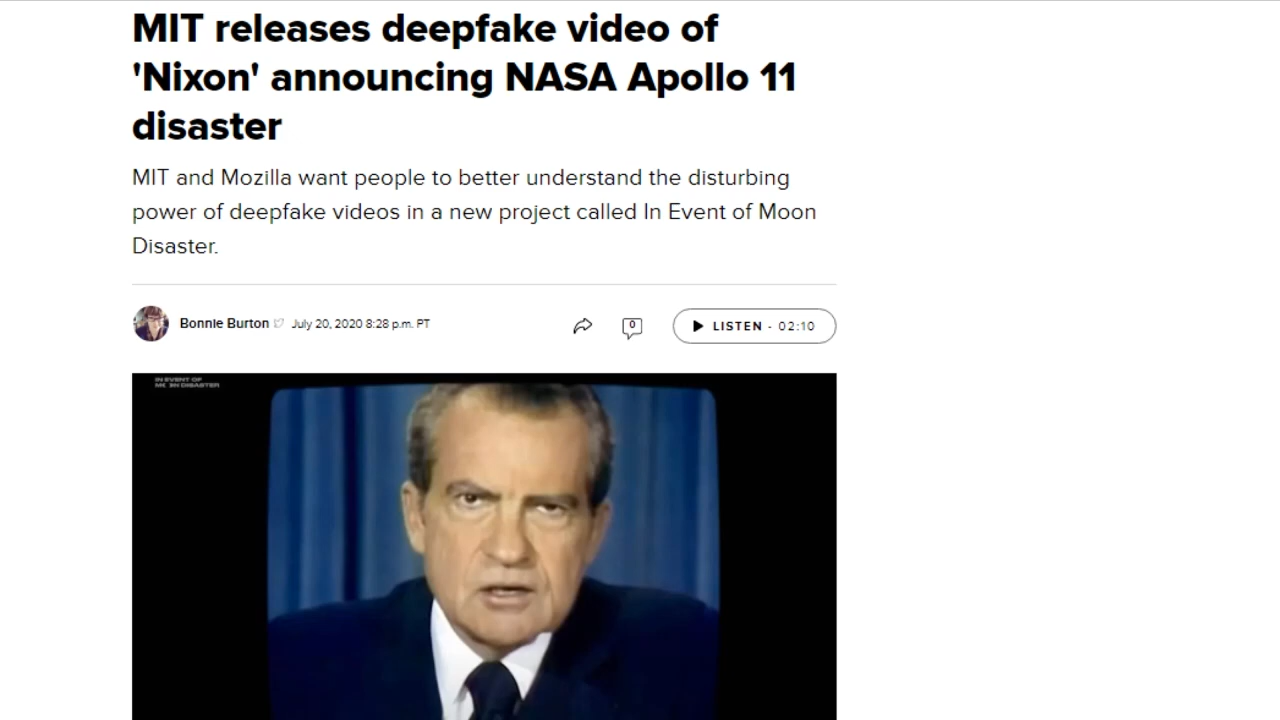 MIT releases deepfake video of
'Nixon' announcing NASA Apollo 11
disaster
MIT and Mozilla want people to better understand the disturbing
power of deepfake videos in a new project called In Event of Moon
Disaster.
Bonnie Burton July 20, 2020 8:28 p.m. PT
0
LISTEN - 02:10
IN EVENT OF
DISASTER